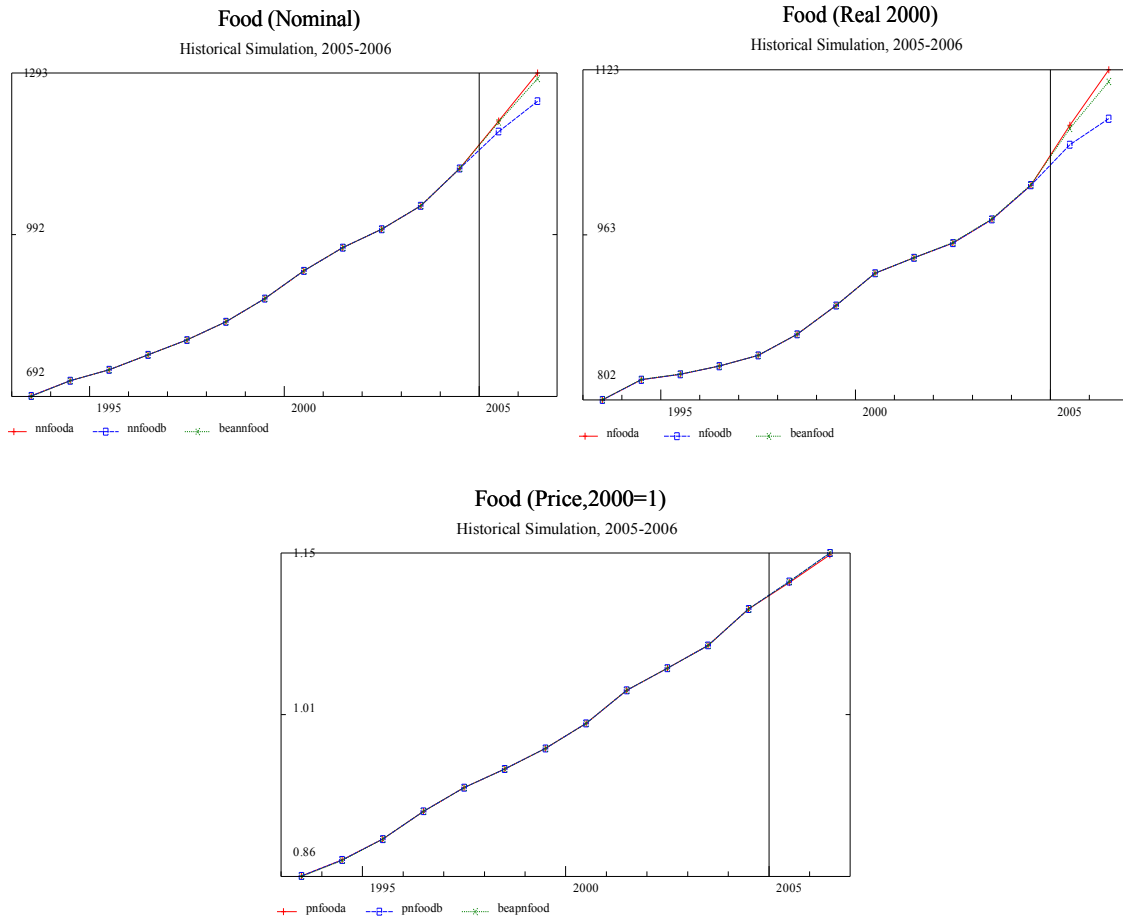 Food (Nominal)
Historical Simulation, 2005-2006
1293
992
692
1995 2000 2005
nnfooda nnfoodb beannfood
Food (Real 2000)
Historical Simulation, 2005-2006
1123
963
802
1995 2000 2005
nfooda nfoodb beanfood
Food (Price,2000=1)
Historical Simulation, 2005-2006
1.15
1.01
0.86
1995 2000 2005
pnfooda pnfoodb beapnfood